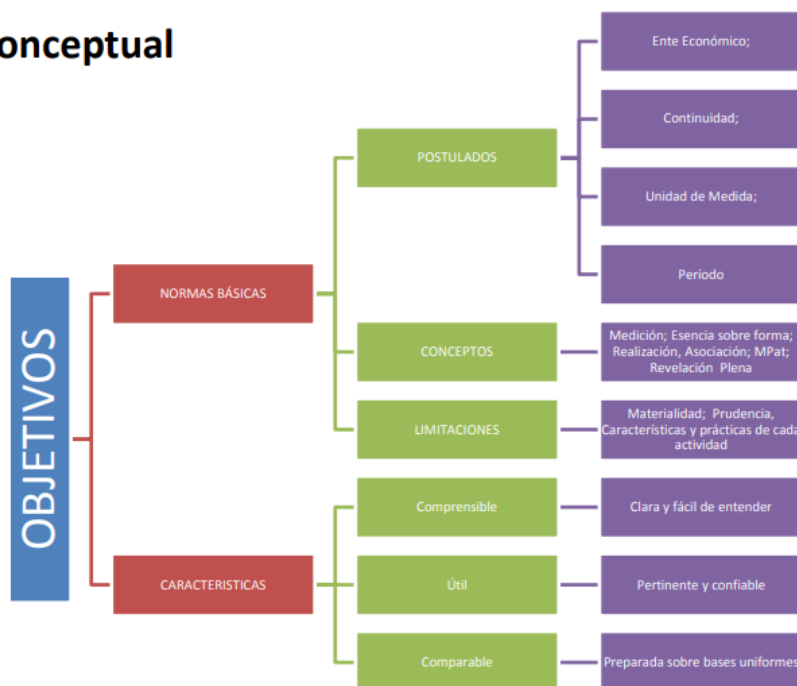 onceptual
OBJETIVOS
NORMAS BÁSICAS
POSTULADOS
Ente Económico;
Continuidad;
Unidad de Medida;
Período
CONCEPTOS
Medición; Esencia sobre forma;
Realización, Asociación; MPat;
Revelación Plena
LIMITACIONES
Materialidad; Prudencia,
Características y prácticas de cada
actividad
CARACTERISTICAS
Comprensible
Clara y fácil de entender
Útil
Pertinente y confiable
Comparable
Preparada sobre bases uniformes